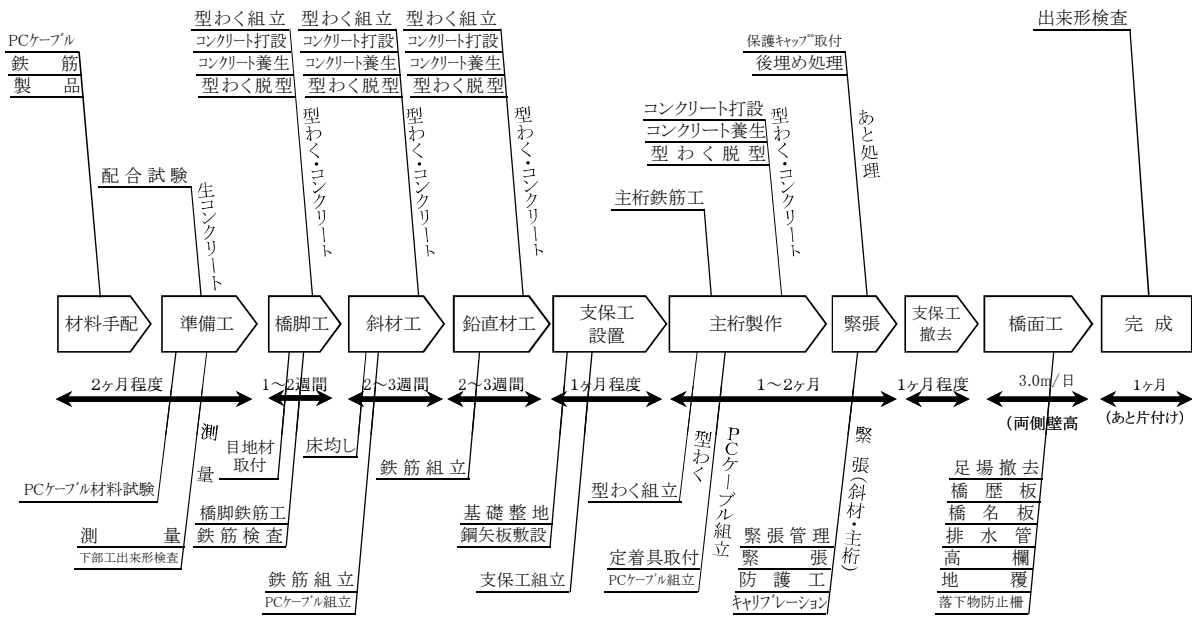 型わく組立
コンクリート打設
コンクリート養生
型わく脱型
型わく・コンクリート
型わく組立
コンクリート打設
コンクリート養生
型わく脱型
型わく・コンクリート
型わく組立
コンクリート打設
コンクリート養生
型わく脱型
型わく・コンクリート
出来形検査
PCケーブル
鉄筋
製品
保護キャップ取付
後埋め処理
あと処理
コンクリート打設
コンクリート養生
型わく脱型
型わく・コンクリート
配合試験
生コンクリート
主桁鉄筋工
材料手配
準備工
橋脚工
斜材工
鉛直材工
支保工
設置
主桁製作
緊張
支保工
撤去
橋面工
完成
2ヶ月程度
1～2週間
2～3週間
2～3週間
1ヶ月程度
1～2ヶ月
1ヶ月程度
3.0m/日
(両側壁高
1ヶ月
(あと片付け)
測量
目地材
取付
床均し
鉄筋組立
型わく
PCケーブル組立
緊張(斜材・主桁)
PCケーブル材料試験
測量
下部工出来形検査
橋脚鉄筋工
鉄筋検査
鉄筋組立
PCケーブル組立
基礎整地
鋼矢板敷設
支保工組立
型わく組立
定着具取付
PCケーブル組立
緊張管理
緊張
防護工
キャリブレーション
足場撤去
橋歴板
橋名板
排水管
高欄
地覆
落下物防止柵